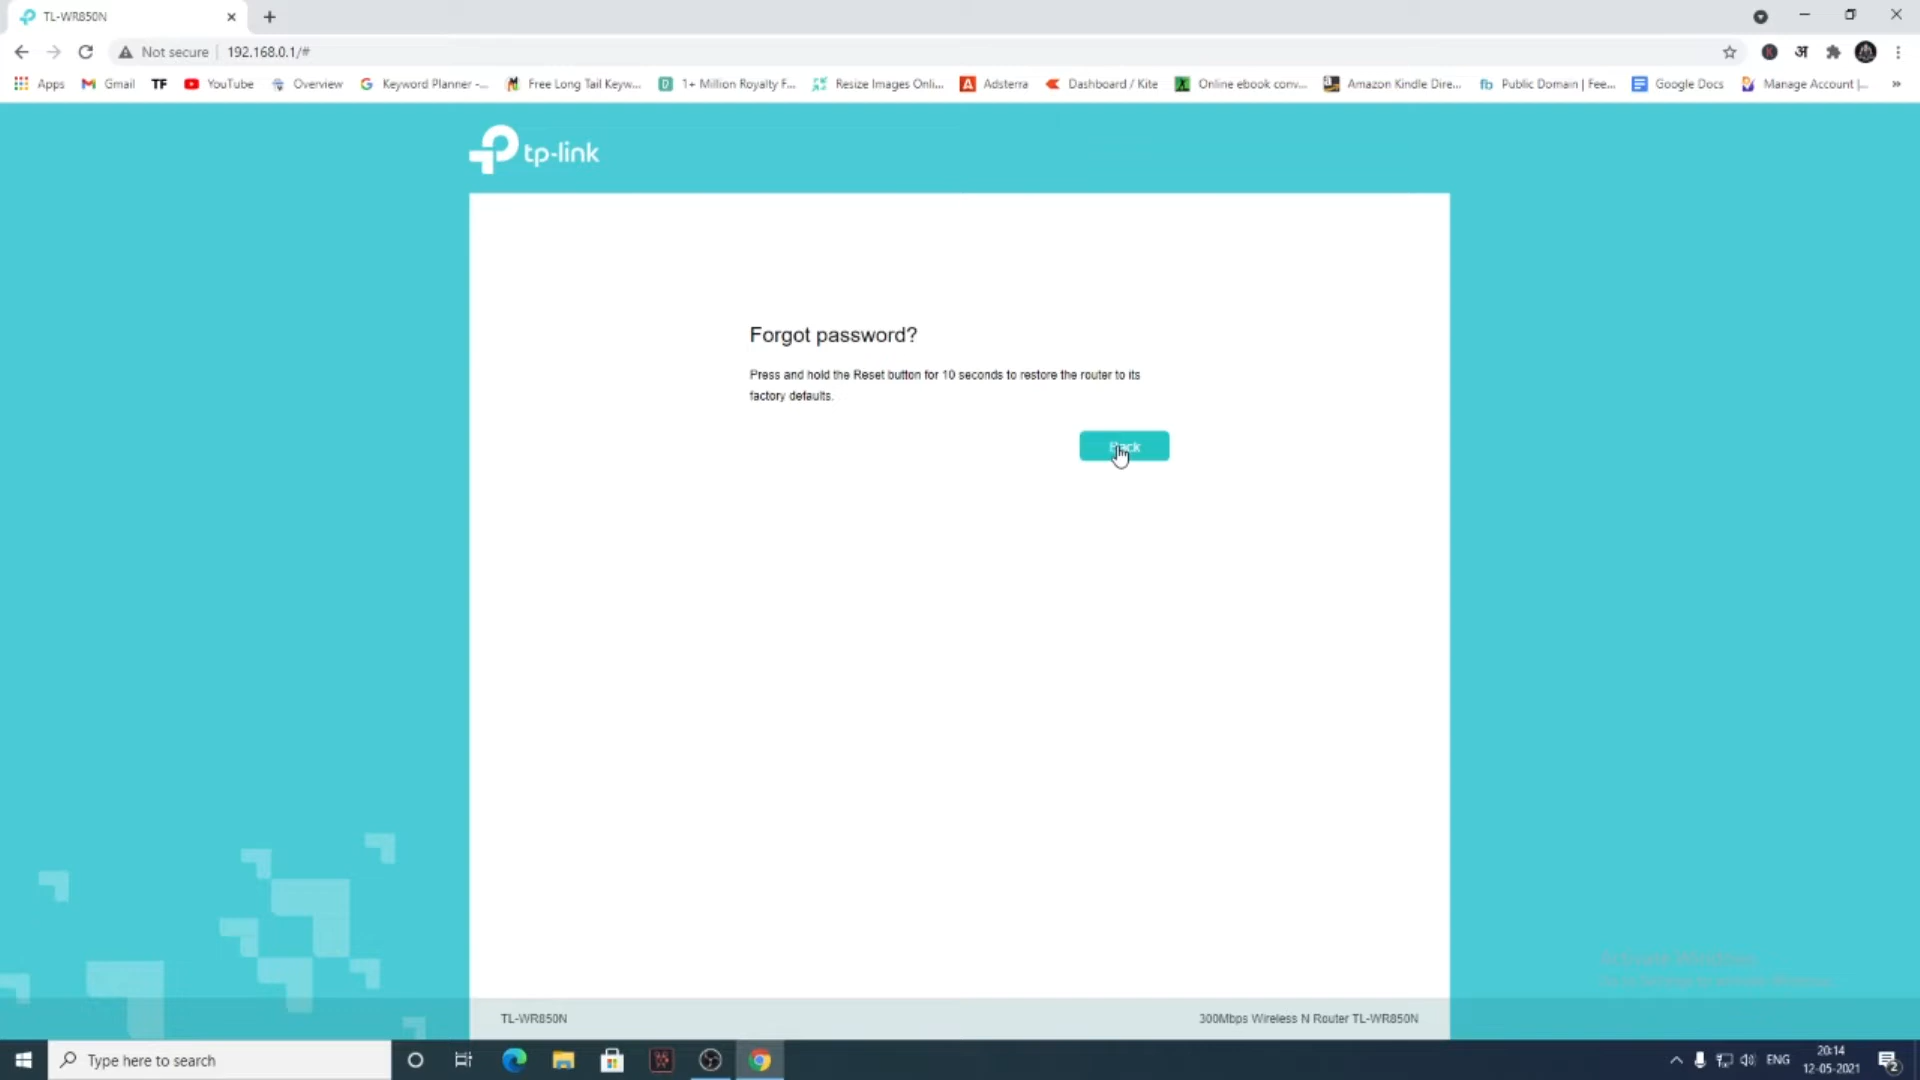 TL-WR850N
Not secure
192.168.0.1/#
Apps
Gmail
TF
YouTube
Overview
Keyword Planner -...
Free Long Tail Keyw...
1+ Million Royalty F...
Resize Images Onli...
Adsterra
Dashboard / Kite
Online ebook conv...
Amazon Kindle Dire...
Public Domain | Fee...
Google Docs
Manage Account |...
tp-link
Forgot password?
Press and hold the Reset button for 10 seconds to restore the router to its
factory defaults.
Back
Activate Windows
TL-WR850N
300Mbps Wireless N Router TL-WR850N
Type here to search
ENG
20:14
12-05-2021
2